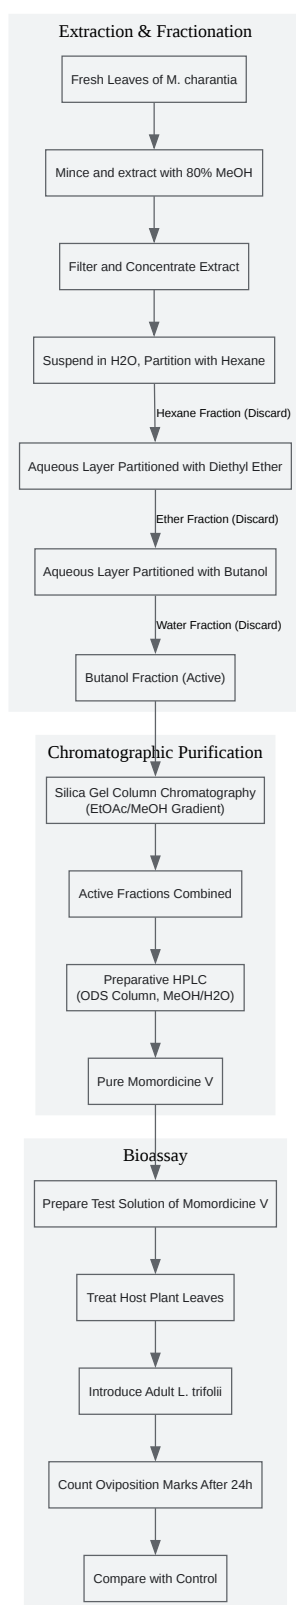 Extraction & Fractionation
Fresh Leaves of M. charantia
Mince and extract with 80% MeOH
Filter and Concentrate Extract
Suspend in H2O, Partition with Hexane
Hexane Fraction (Discard)
Aqueous Layer Partitioned with Diethyl Ether
Ether Fraction (Discard)
Aqueous Layer Partitioned with Butanol
Water Fraction (Discard)
Butanol Fraction (Active)
Chromatographic Purification
Silica Gel Column Chromatography
(EtOAc/MeOH Gradient)
Active Fractions Combined
Preparative HPLC
(ODS Column, MeOH/H2O)
Pure Momordicine V
Bioassay
Prepare Test Solution of Momordicine V
Treat Host Plant Leaves
Introduce Adult L. trifolii
Count Oviposition Marks After 24h
Compare with Control